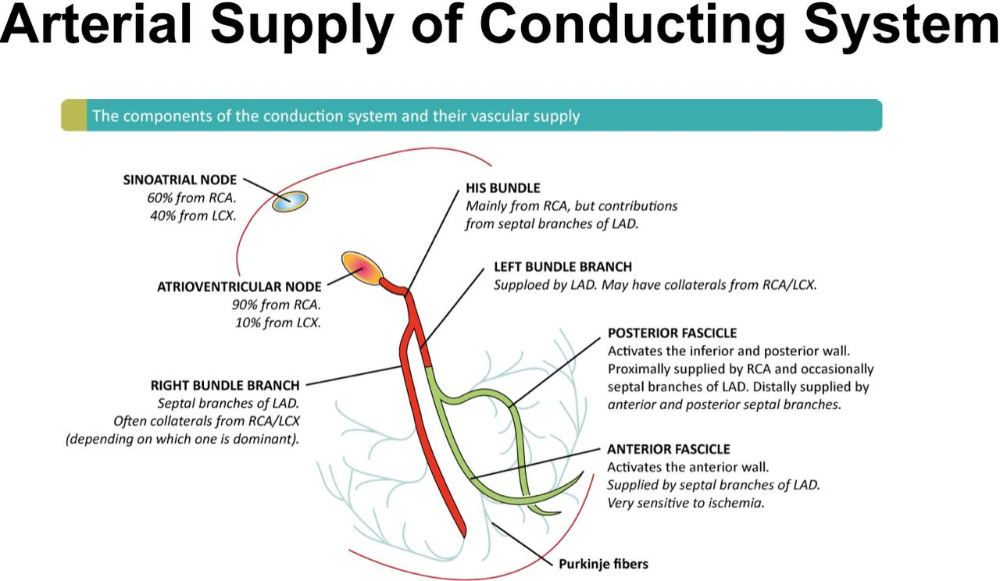 Arterial Supply of Conducting System
The components of the conduction system and their vascular supply
SINOATRIAL NODE
60% from RCA.
40% from LCX.
HIS BUNDLE
Mainly from RCA, but contributions
from septal branches of LAD.
LEFT BUNDLE BRANCH
Supploed by LAD. May have collaterals from RCA/LCX.
ATRIOVENTRICULAR NODE
90% from RCA.
10% from LCX.
POSTERIOR FASCICLE
Activates the inferior and posterior wall.
Proximally supplied by RCA and occasionally
septal branches of LAD. Distally supplied by
anterior and posterior septal branches.
RIGHT BUNDLE BRANCH
Septal branches of LAD.
Often collaterals from RCA/LCX
(depending on which one is dominant).
ANTERIOR FASCICLE
Activates the anterior wall.
Supplied by septal branches of LAD.
Very sensitive to ischemia.
Purkinje fibers